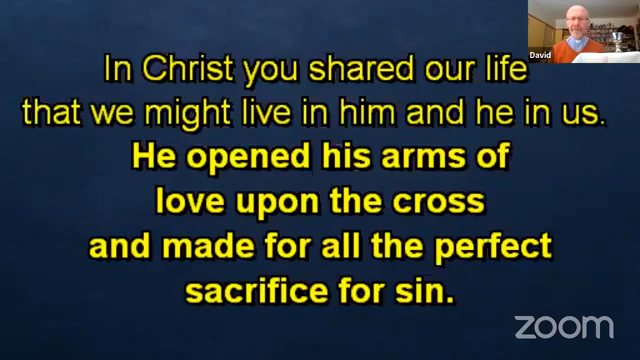 David
In Christ you shared our life
that we might live in him and he in us.
He opened his arms of
love upon the cross
and made for all the perfect
sacrifice for sin.
zoom